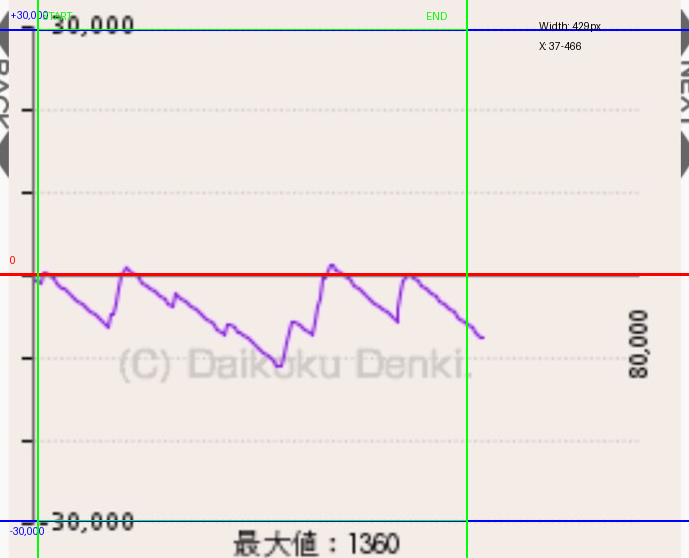 +30,000
START
30,000
END
Width: 429px
X: 37-466
BACK
NEXT
0
80,000
(C) Daikoku Denki.
-30,000
-30,000
最大値：1360